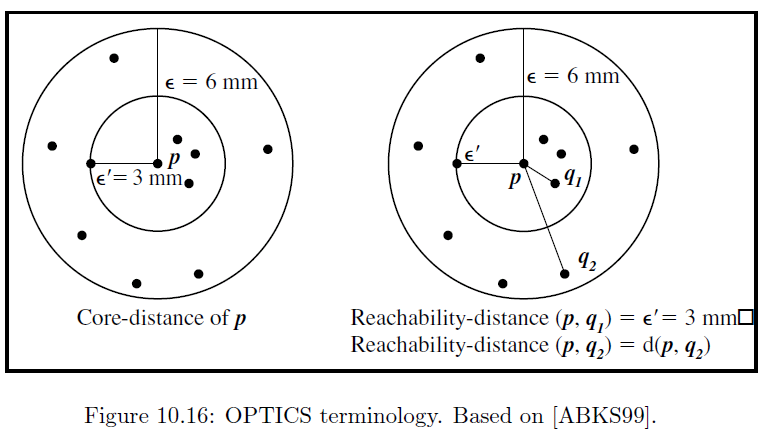 ϵ = 6 mm
p
ϵ'= 3 mm
Core-distance of p
ϵ = 6 mm
ϵ'
p
q1
q2
Reachability-distance (p, q1) = ϵ'= 3 mm□
Reachability-distance (p, q2) = d(p, q2)
Figure 10.16: OPTICS terminology. Based on [ABKS99].